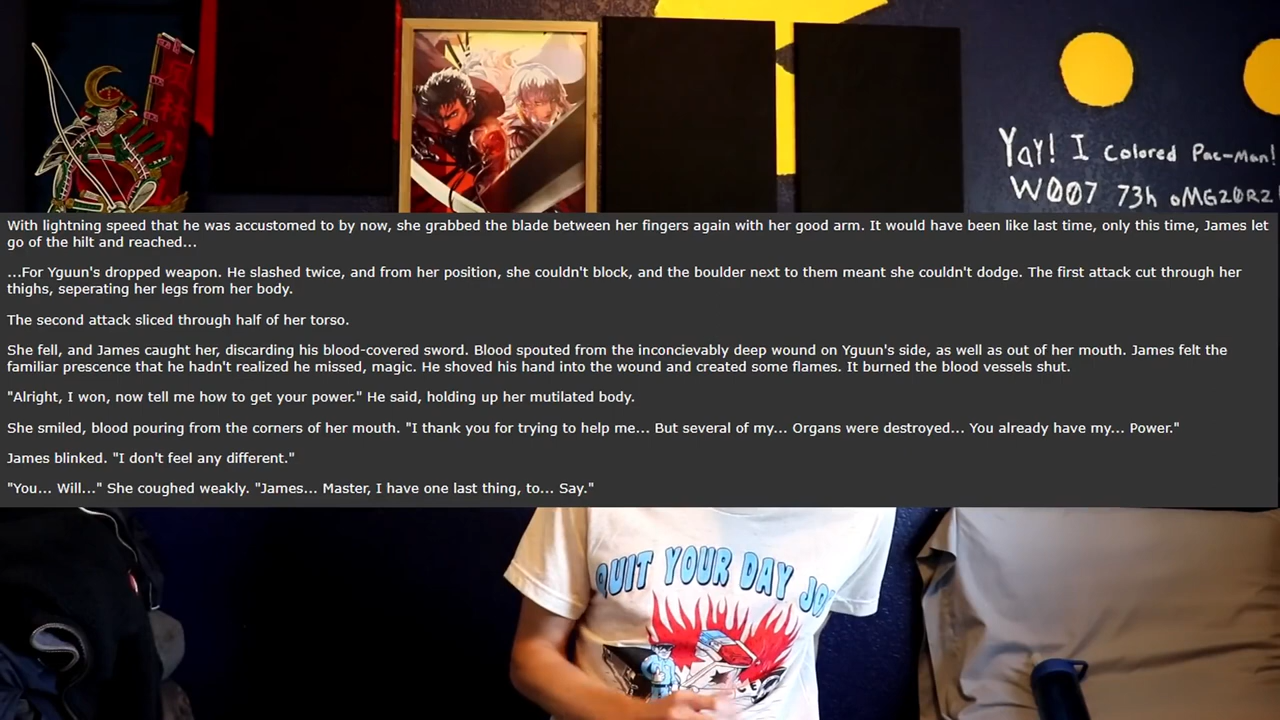 Yay! I Colored Pac-Man!
W007 73h oMG20R2
With lightning speed that he was accustomed to by now, she grabbed the blade between her fingers again with her good arm. It would have been like last time, only this time, James let
go of the hilt and reached...
...For Yguun's dropped weapon. He slashed twice, and from her position, she couldn't block, and the boulder next to them meant she couldn't dodge. The first attack cut through her
thighs, seperating her legs from her body.
The second attack sliced through half of her torso.
She fell, and James caught her, discarding his blood-covered sword. Blood spouted from the inconcievably deep wound on Yguun's side, as well as out of her mouth. James felt the
familiar prescence that he hadn't realized he missed, magic. He shoved his hand into the wound and created some flames. It burned the blood vessels shut.
"Alright, I won, now tell me how to get your power." He said, holding up her mutilated body.
She smiled, blood pouring from the corners of her mouth. "I thank you for trying to help me... But several of my... Organs were destroyed... You already have my... Power."
James blinked. "I don't feel any different."
"You... Will..." She coughed weakly. "James... Master, I have one last thing, to... Say."
QUIT YOUR DAY JO